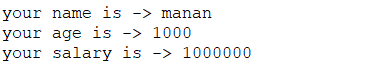 your name is -> manan
your age is -> 1000
your salary is -> 1000000